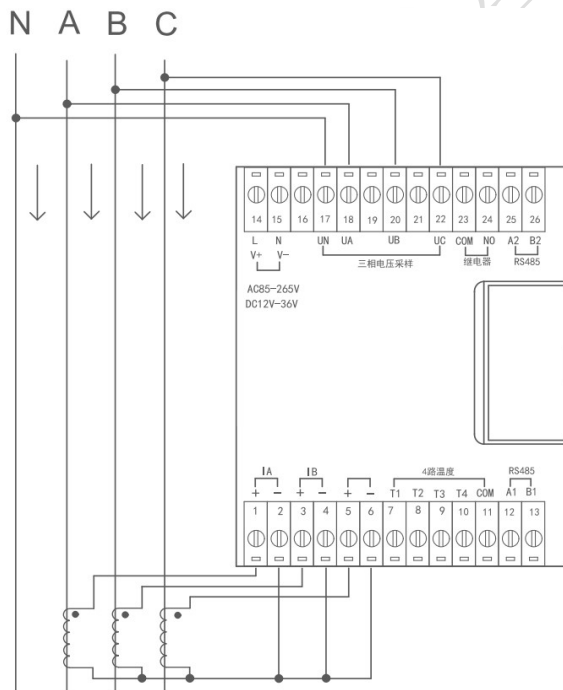 N A B C
14 15 16 17 18 19 20 21 22 23 24 25 26
L N UN UA UB UC COM NO A2 B2
V+ V- 三相电压采样 继电器 RS485
AC85-265V
DC12V-36V
IA IB 4路温度 RS485
+ - + - + - T1 T2 T3 T4 COM A1 B1
1 2 3 4 5 6 7 8 9 10 11 12 13